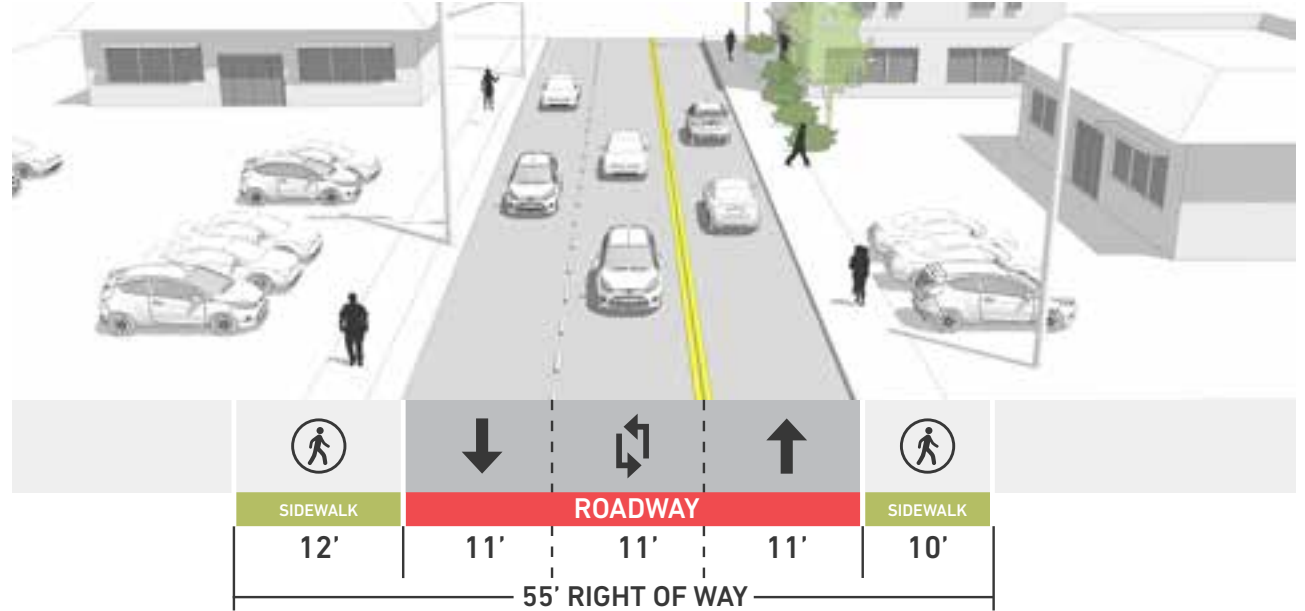 SIDEWALK ROADWAY SIDEWALK
12’ 11’ 11’ 11’ 10’
55’ RIGHT OF WAY